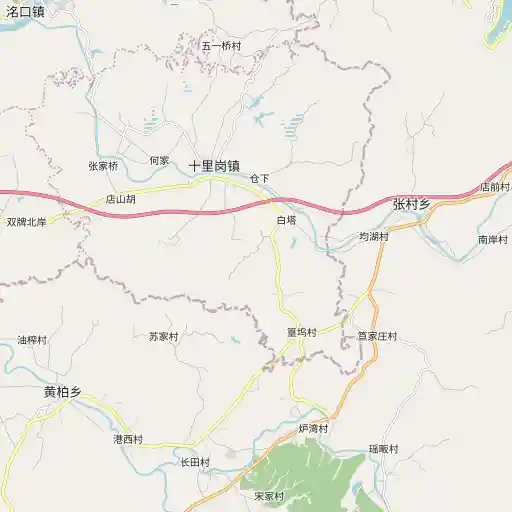 洺口镇
五一桥村
张家桥
何家
十里岗镇
仓下
店前村
店山胡
张村乡
双牌北岸
白塔
均湖村
南岸村
油榨村
苏家村
篁坞村
笪家庄村
黄柏乡
港西村
炉湾村
长田村
瑶畈村
宋家村